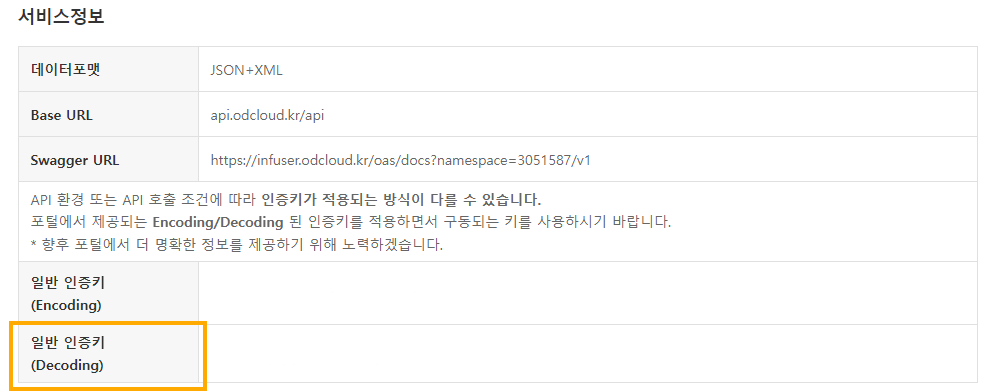 서비스정보
데이터포맷 JSON+XML
Base URL api.odcloud.kr/api
Swagger URL https://infuser.odcloud.kr/oas/docs?namespace=3051587/v1
API 환경 또는 API 호출 조건에 따라 인증키가 적용되는 방식이 다를 수 있습니다.
포털에서 제공되는 Encoding/Decoding 된 인증키를 적용하면서 구동되는 키를 사용하시기 바랍니다.
* 향후 포털에서 더 명확한 정보를 제공하기 위해 노력하겠습니다.
일반 인증키
(Encoding)
일반 인증키
(Decoding)